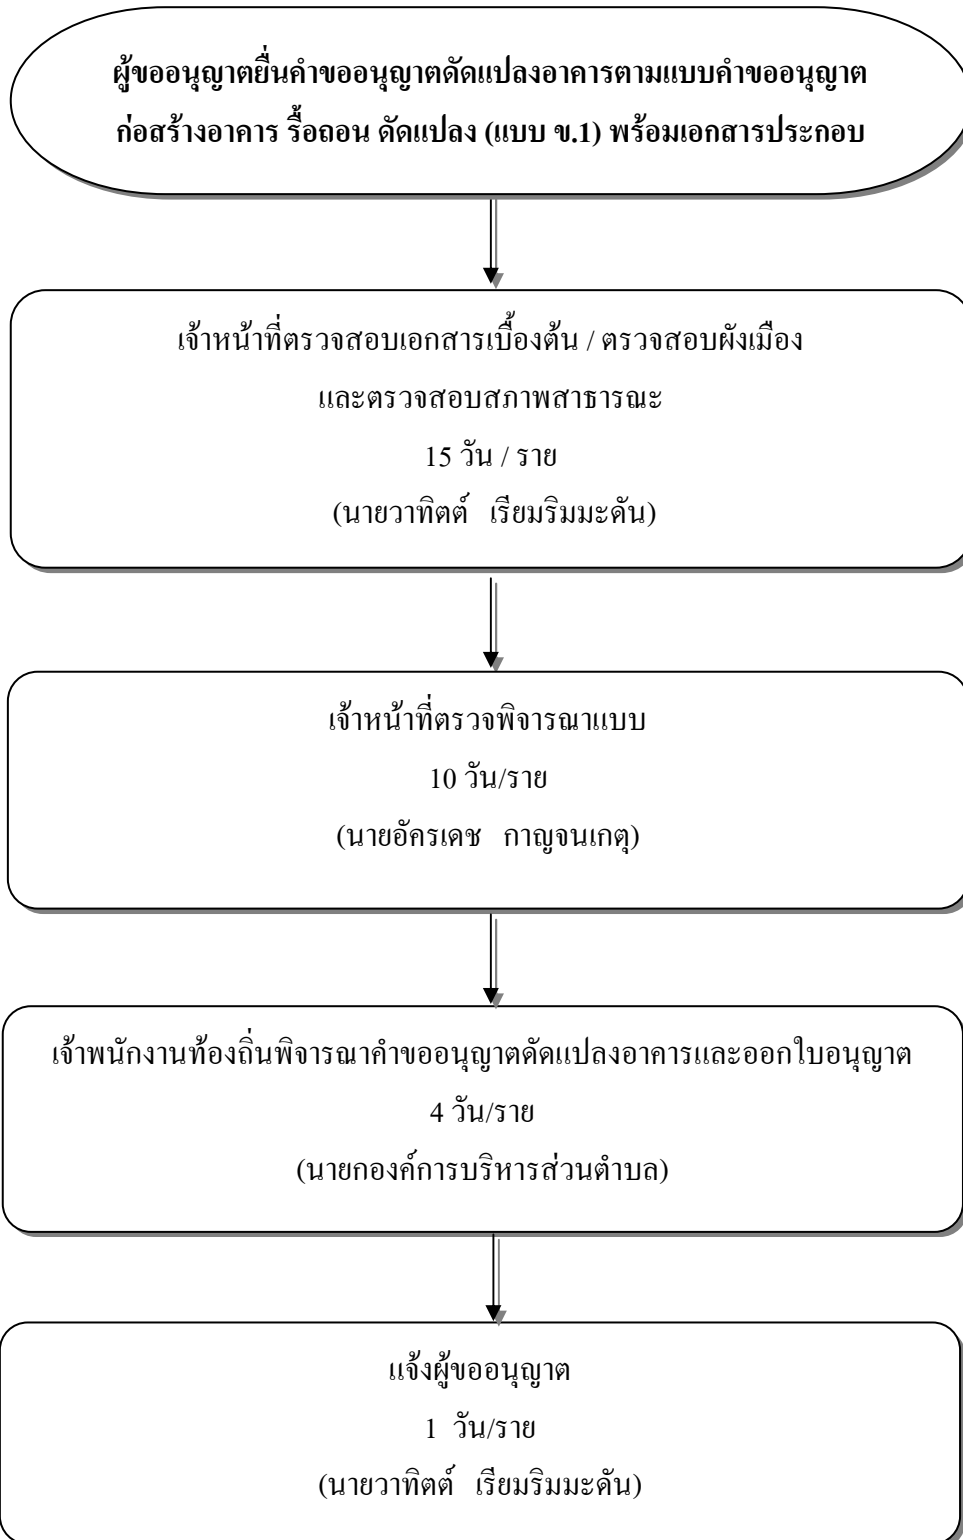 ผู้ขออนุญาตยื่นคำขออนุญาตดัดแปลงอาคารตามแบบคำขออนุญาต
ก่อสร้างอาคาร รื้อถอน ดัดแปลง (แบบ ข.1) พร้อมเอกสารประกอบ
เจ้าหน้าที่ตรวจสอบเอกสารเบื้องต้น / ตรวจสอบผังเมือง
และตรวจสอบสภาพสาธารณะ
15 วัน / ราย
(นายวาทิตต์ เรียมริมมะดัน)
เจ้าหน้าที่ตรวจพิจารณาแบบ
10 วัน/ราย
(นายอัครเดช กาญจนเกตุ)
เจ้าพนักงานท้องถิ่นพิจารณาคำขออนุญาตดัดแปลงอาคารและออกใบอนุญาต
4 วัน/ราย
(นายกองค์การบริหารส่วนตำบล)
แจ้งผู้ขออนุญาต
1 วัน/ราย
(นายวาทิตต์ เรียมริมมะดัน)